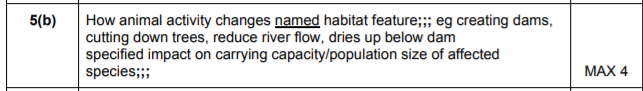 5(b)
How animal activity changes named habitat feature;;; eg creating dams,
cutting down trees, reduce river flow, dries up below dam
specified impact on carrying capacity/population size of affected
species;;;
MAX 4